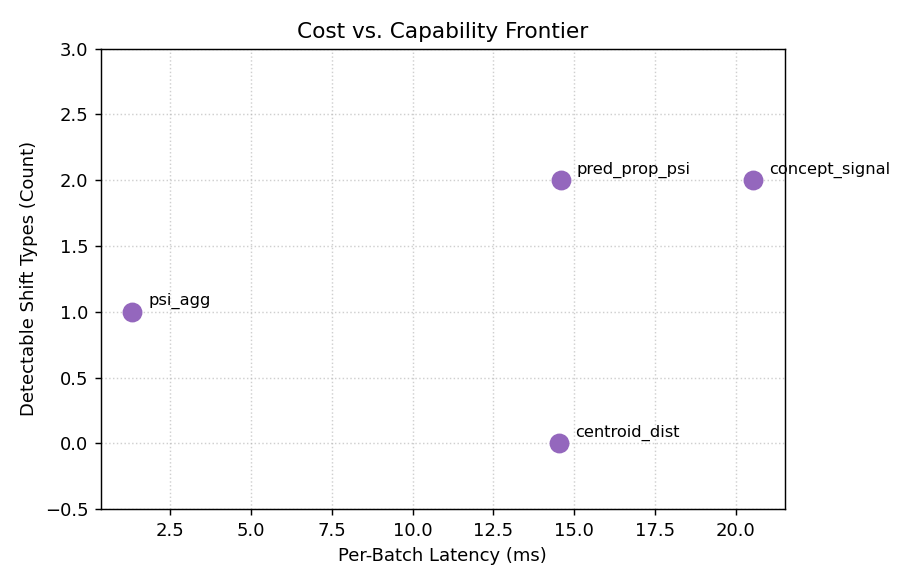 Cost vs. Capability Frontier
3.0
2.5
2.0
1.5
1.0
0.5
0.0
−0.5
Detectable Shift Types (Count)
pred_prop_psi
concept_signal
psi_agg
centroid_dist
2.5
5.0
7.5
10.0
12.5
15.0
17.5
20.0
Per-Batch Latency (ms)